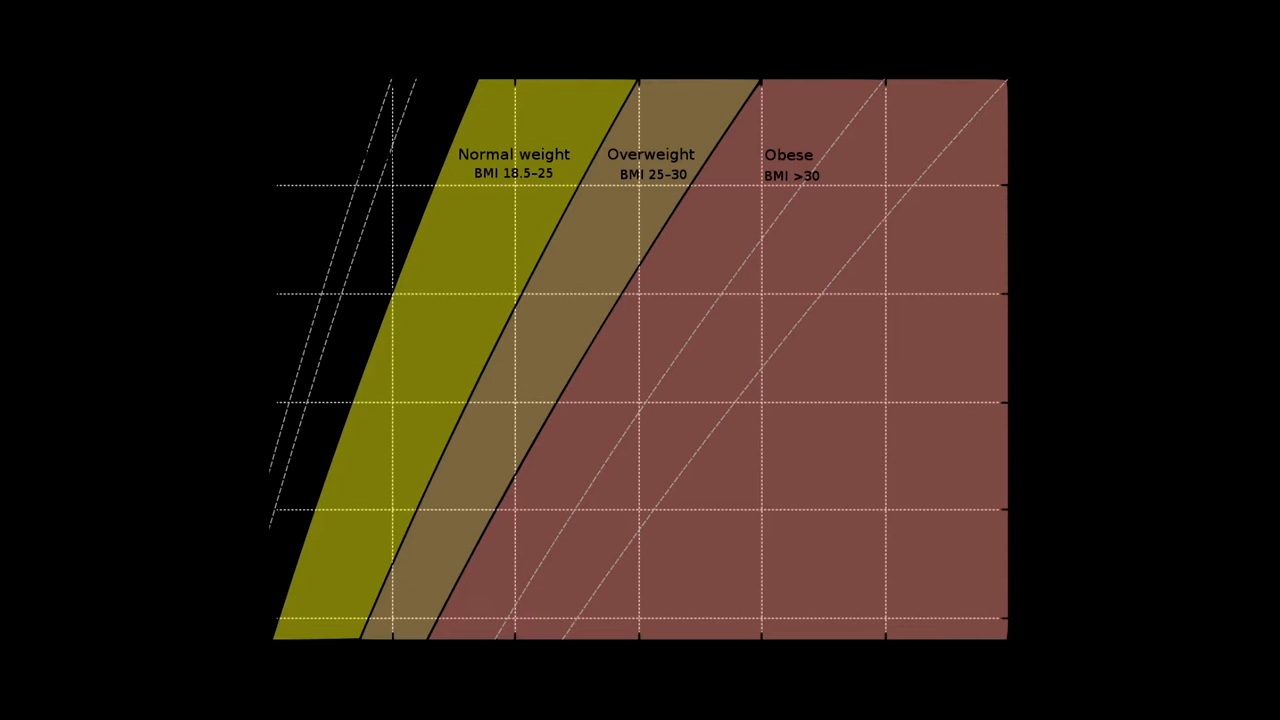 Normal weight
BMI 18.5–25
Overweight
BMI 25–30
Obese
BMI >30